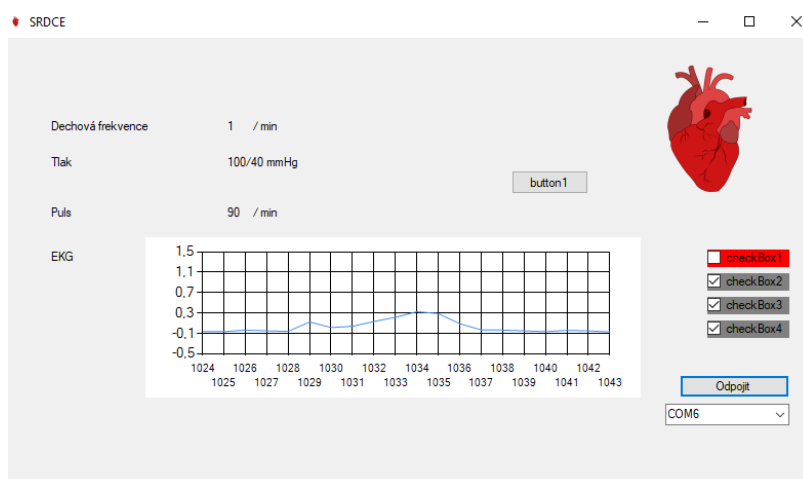 SRDCE
Dechová frekvence 1 / min
Tlak 100/40 mmHg
button1
Puls 90 / min
EKG
1,5
1,1
0,7
0,3
-0,1
-0,5
1024 1026 1028 1030 1032 1034 1036 1038 1040 1042
1025 1027 1029 1031 1033 1035 1037 1039 1041 1043
checkBox1
checkBox2
checkBox3
checkBox4
Odpojit
COM6